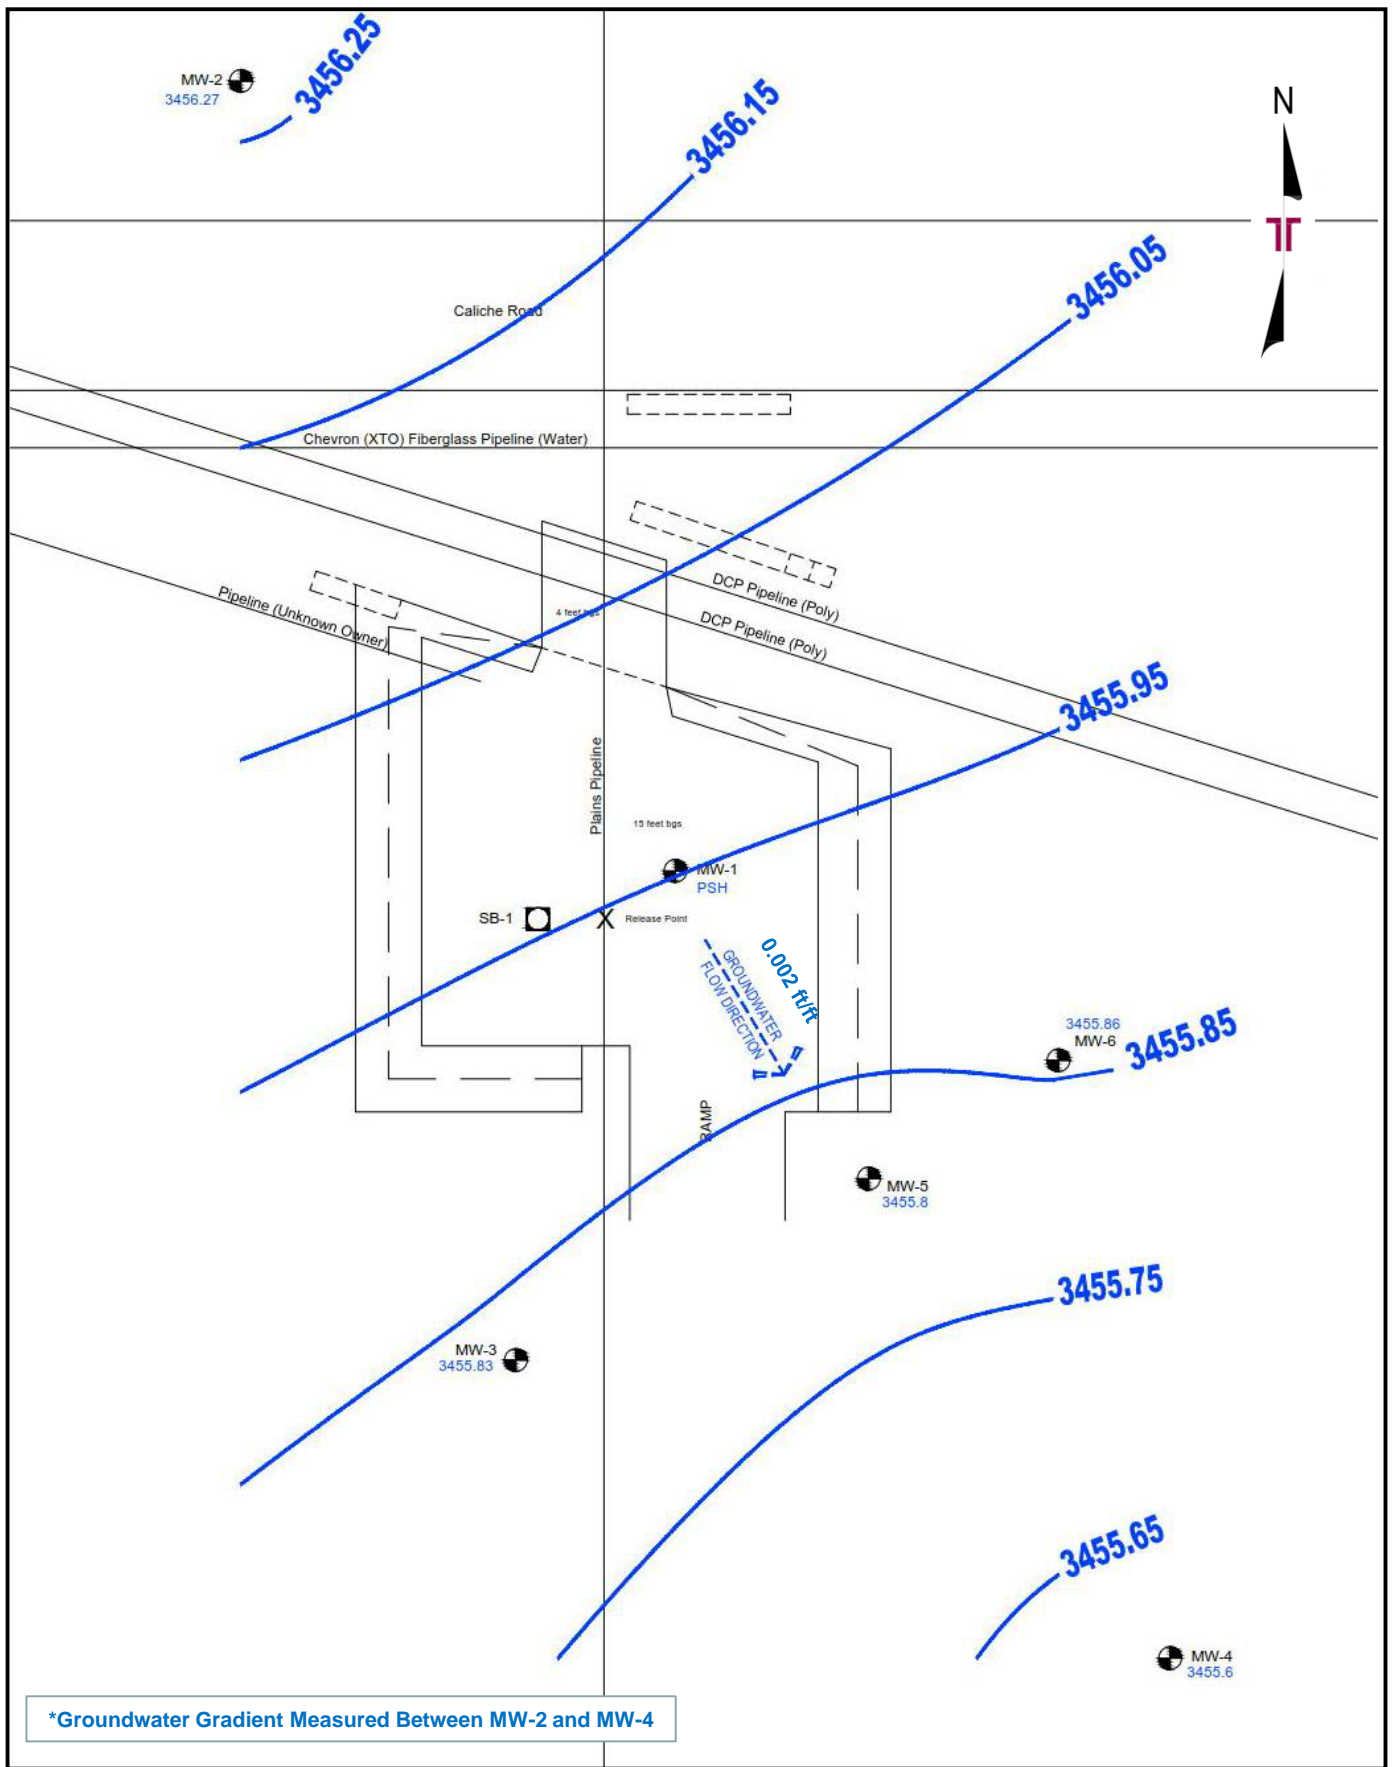 3456.25
MW-2
3456.27
3456.15
N
3456.05
Caliche Road
Chevron (XTO) Fiberglass Pipeline (Water)
DCP Pipeline (Poly)
Pipeline (Unknown Owner)
4 feet bgs
DCP Pipeline (Poly)
3455.95
Plains Pipeline
15 feet bgs
MW-1
PSH
SB-1
X
Release Point
0.002 ft/ft
GROUNDWATER
FLOW DIRECTION
3455.86
MW-6
3455.85
RAMP
MW-5
3455.8
3455.75
MW-3
3455.83
3455.65
MW-4
3455.6
*Groundwater Gradient Measured Between MW-2 and MW-4